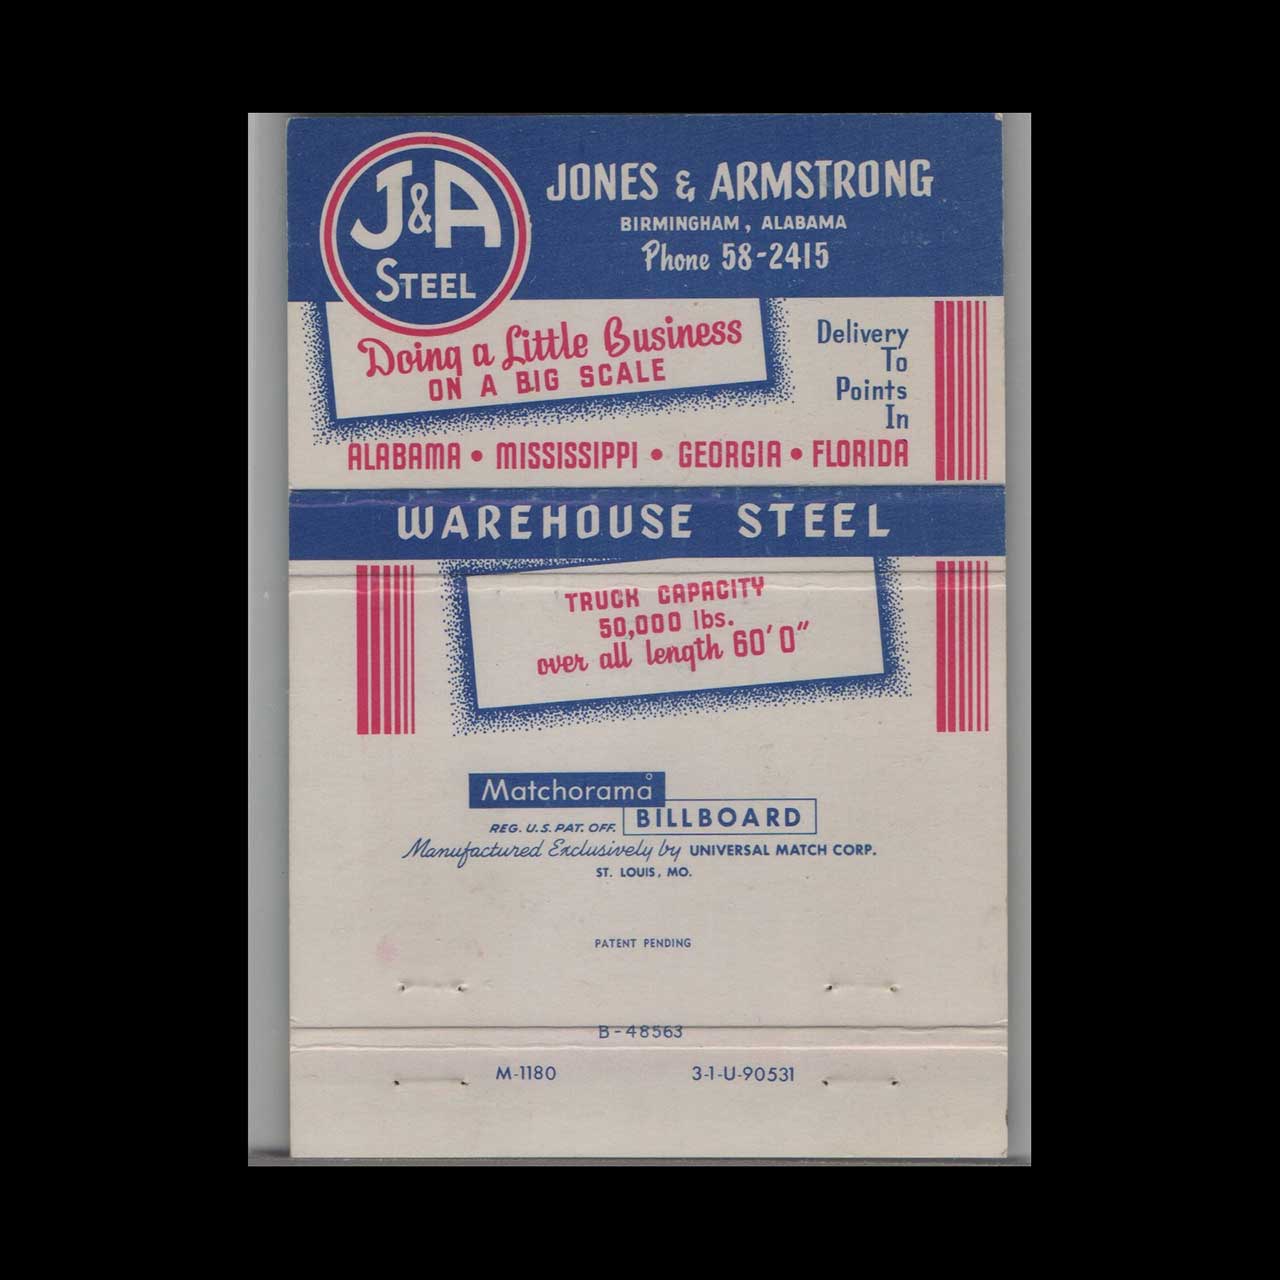 J&A
STEEL
JONES & ARMSTRONG
BIRMINGHAM, ALABAMA
Phone 58-2415
Doing a Little Business
ON A BIG SCALE
Delivery
To
Points
In
ALABAMA • MISSISSIPPI • GEORGIA • FLORIDA
WAREHOUSE STEEL
TRUCK CAPACITY
50,000 lbs.
over all length 60' 0"
Matchorama
BILLBOARD
REG. U.S. PAT. OFF.
Manufactured Exclusively by UNIVERSAL MATCH CORP.
ST. LOUIS, MO.
PATENT PENDING
B-48563
M-1180 3-1-U-90531